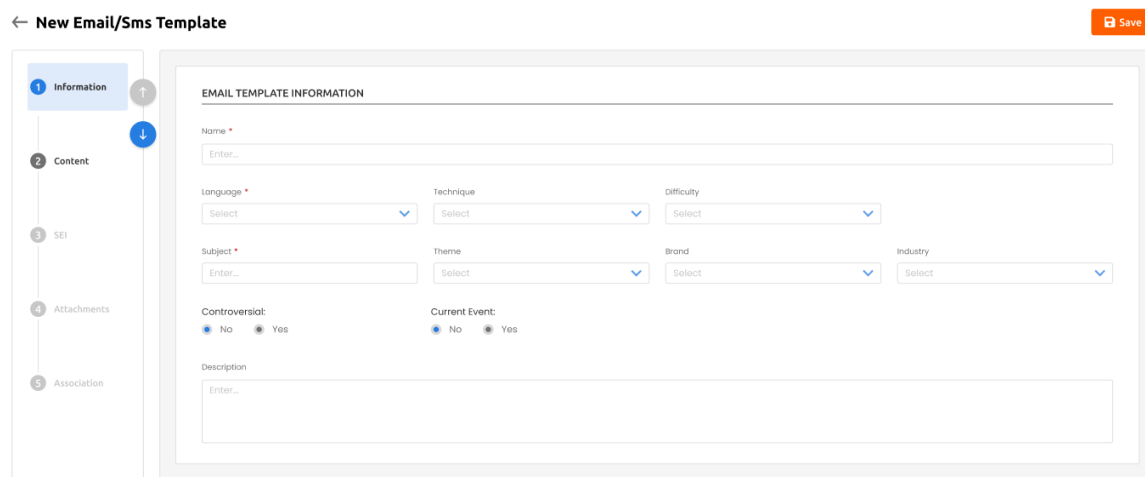 ← New Email/Sms Template
Save
1 Information
↑
↓
2 Content
3 SEI
4 Attachments
5 Association
EMAIL TEMPLATE INFORMATION
Name *
Enter...
Language * Technique Difficulty
Select Select Select
Subject * Theme Brand Industry
Enter... Select Select Select
Controversial: Current Event:
No Yes No Yes
Description
Enter...